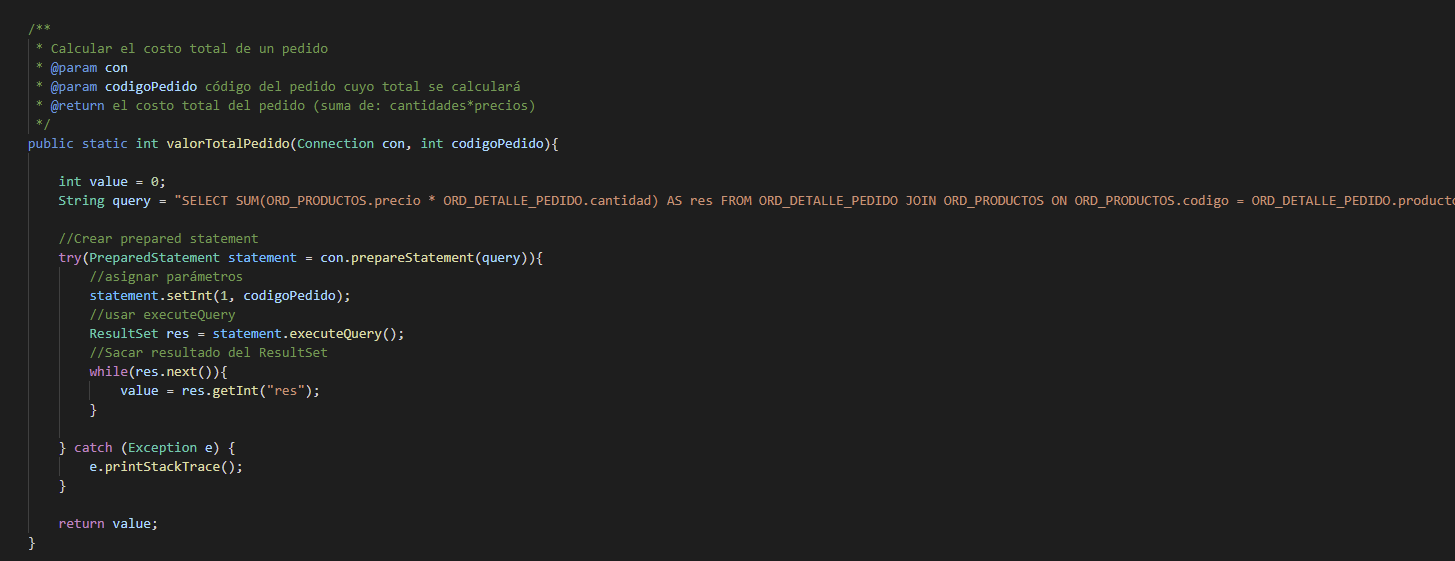 /**
 * Calcular el costo total de un pedido
 * @param con
 * @param codigoPedido código del pedido cuyo total se calculará
 * @return el costo total del pedido (suma de: cantidades*precios)
 */
public static int valorTotalPedido(Connection con, int codigoPedido){
    int value = 0;
    String query = "SELECT SUM(ORD_PRODUCTOS.precio * ORD_DETALLE_PEDIDO.cantidad) AS res FROM ORD_DETALLE_PEDIDO JOIN ORD_PRODUCTOS ON ORD_PRODUCTOS.codigo = ORD_DETALLE_PEDIDO.producto
    //Crear prepared statement
    try(PreparedStatement statement = con.prepareStatement(query)){
        //asignar parámetros
        statement.setInt(1, codigoPedido);
        //usar executeQuery
        ResultSet res = statement.executeQuery();
        //Sacar resultado del ResultSet
        while(res.next()){
            value = res.getInt("res");
        }
    } catch (Exception e) {
        e.printStackTrace();
    }
    return value;
}